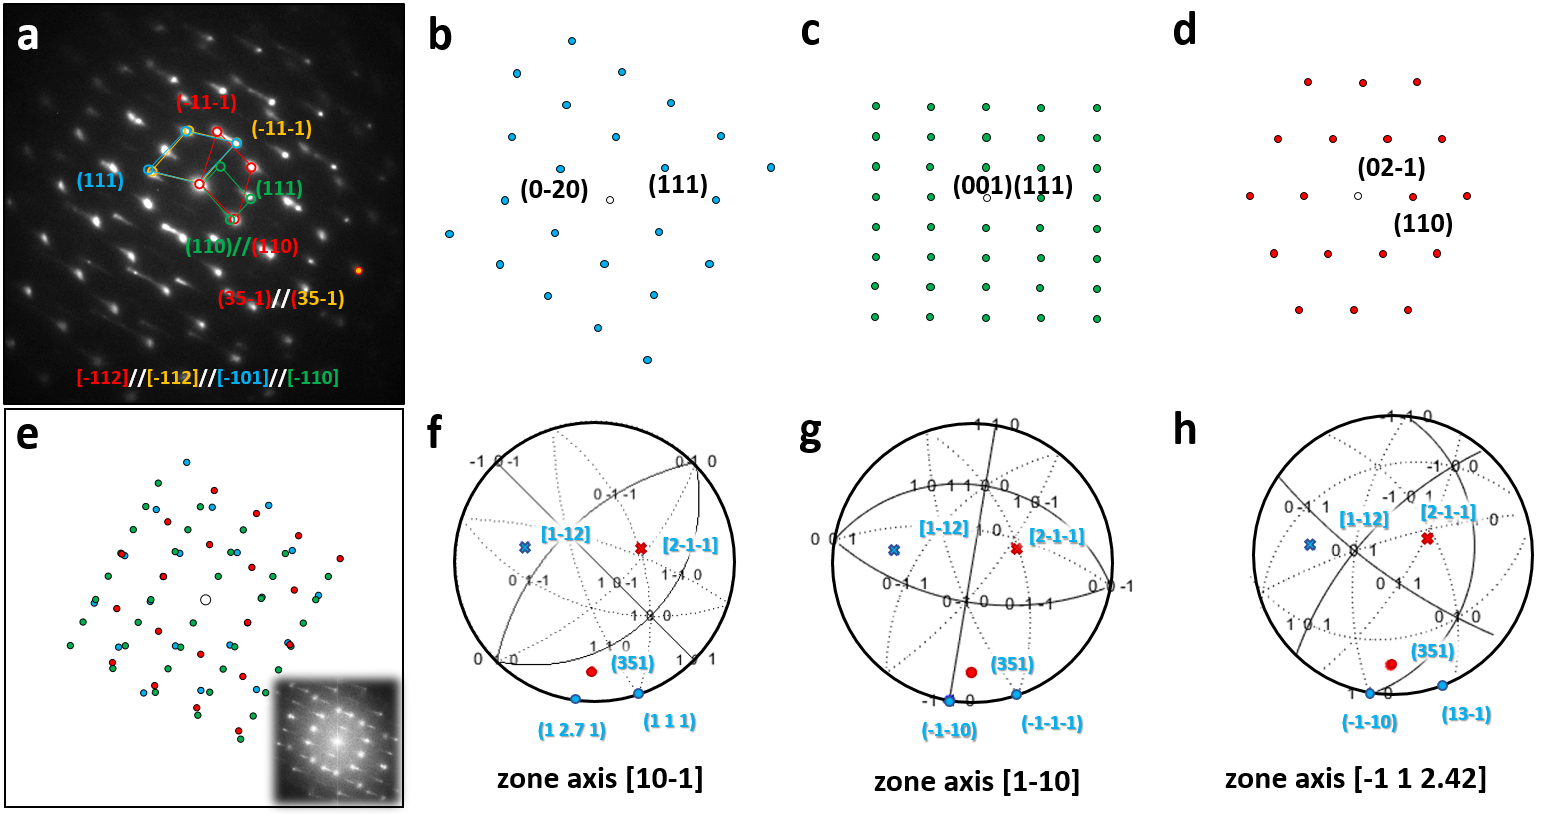 a
(-11-1)
(-11-1)
(111)
(111)
(110)//(110)
(35-1)//(35-1)
[-112]//[-112]//[-101]//[-110]
b
(0-20)
(111)
c
(001)(111)
d
(02-1)
(110)
e
f
-1 0 -1
0 -1 0
0 -1 -1
[1-12]
[2-1-1]
0 1 -1
1 0 -1
1 -1 0
1 0 0
1 1 0
0 1 0
1 0 1
(351)
(1 2.7 1)
(1 1 1)
zone axis [10-1]
g
1 1 0
1 0 1
1 0 0
1 0 -1
0 0 1
[1-12]
[2-1-1]
0 -1 0
0 -1 -1
0 0 -1
(351)
(-1-10)
(-1-1-1)
zone axis [1-10]
h
-1 -1 0
-1 0 0
-1 0 1
0 -1 1
[1-12]
[2-1-1]
0 0 1
0 1 1
0 1 0
1 0 1
(351)
(-1-10)
(13-1)
zone axis [-1 1 2.42]